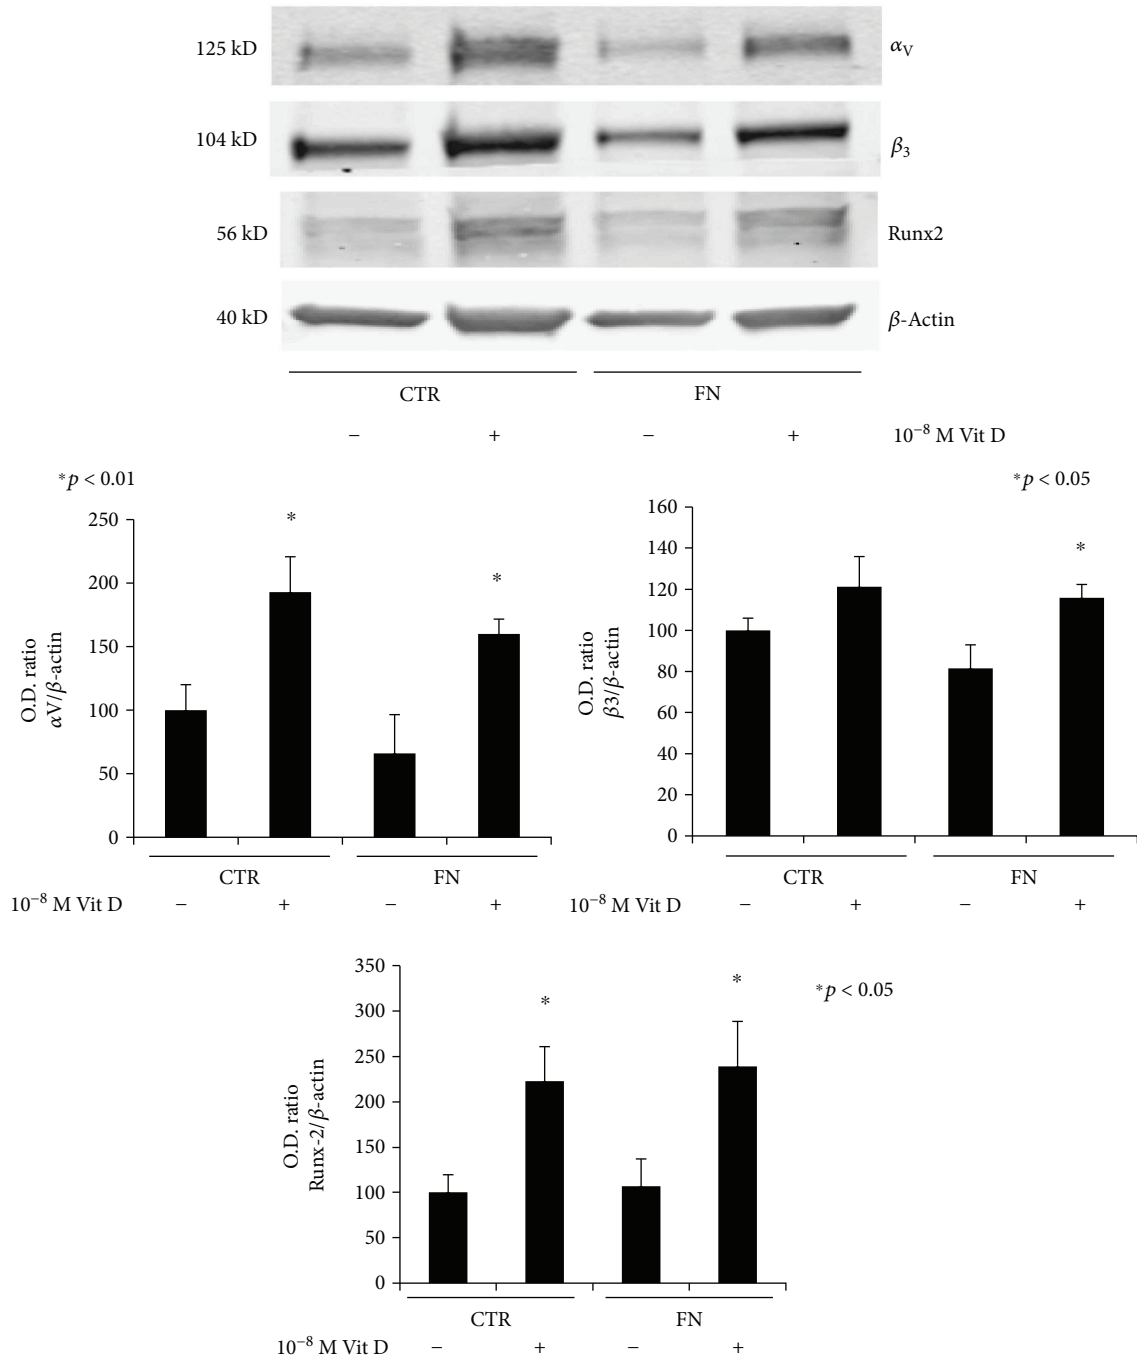 125 kD αV
104 kD β3
56 kD Runx2
40 kD β-Actin
CTR FN
− + − + 10−8 M Vit D
*p < 0.01
250
200
150
100
50
0
O.D. ratio
αV/β-actin
* *
CTR FN
10−8 M Vit D − + − +
*p < 0.05
160
140
120
100
80
60
40
20
0
O.D. ratio
β3/β-actin
*
CTR FN
10−8 M Vit D − + − +
350
300
250
200
150
100
50
0
O.D. ratio
Runx-2/β-actin
* *
*p < 0.05
CTR FN
10−8 M Vit D − + − +